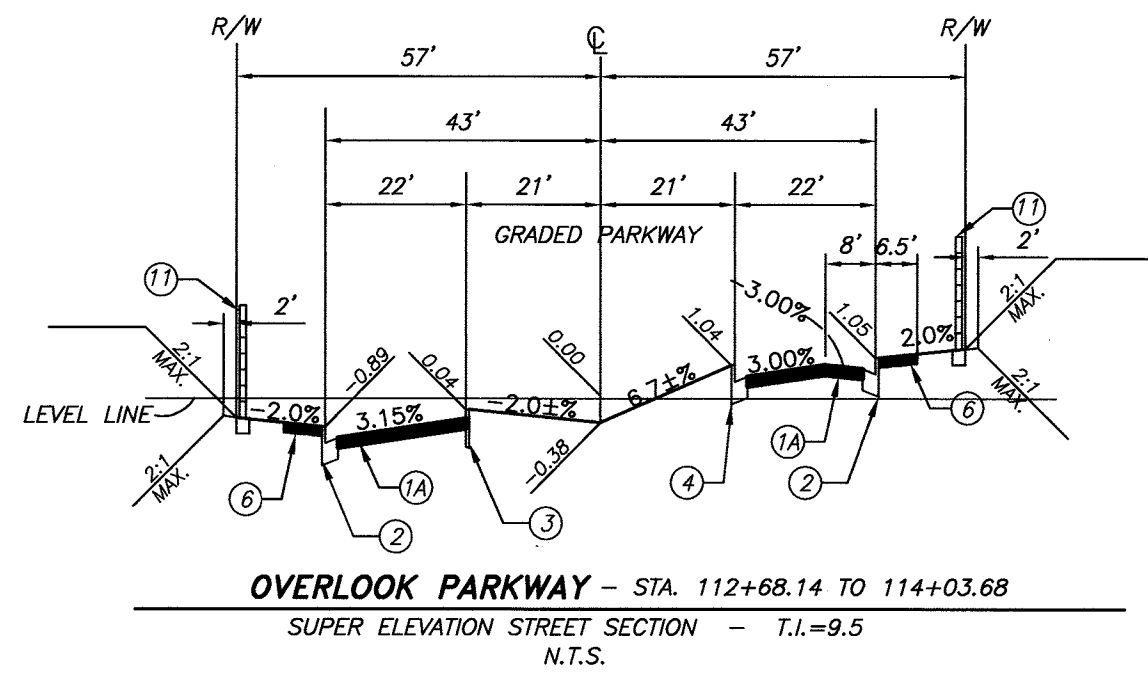 R/W
R/W
℄
57'
57'
43'
43'
22'
21'
21'
22'
GRADED PARKWAY
8'
6.5'
11
2'
11
2'
2:1
MAX.
2:1
MAX.
-0.89
0.04
0.00
1.04
-3.00%
1.05
2.0%
LEVEL LINE
-2.0%
3.15%
-2.0±%
6.7±%
3.00%
2:1
MAX.
2:1
MAX.
-0.38
6
1A
2
3
4
1A
2
6
OVERLOOK PARKWAY - STA. 112+68.14 TO 114+03.68
SUPER ELEVATION STREET SECTION - T.I.=9.5
N.T.S.